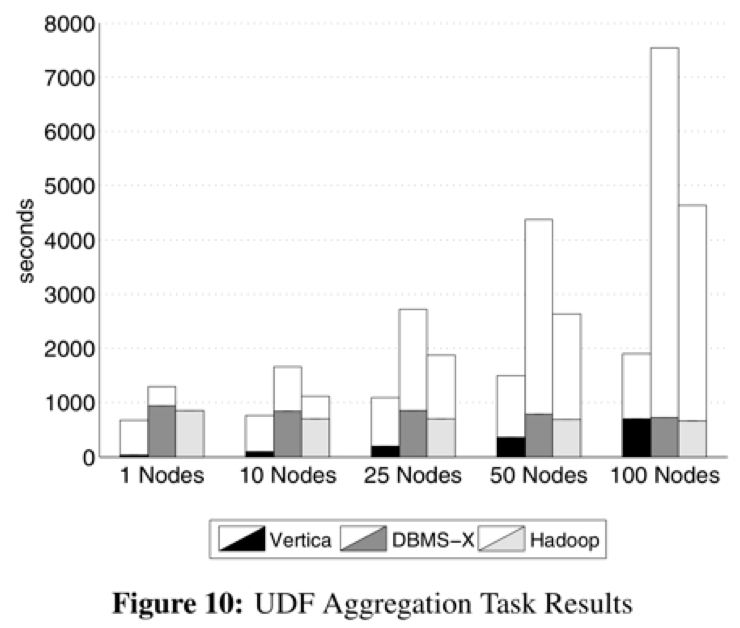 8000
7000
6000
5000
4000
3000
2000
1000
0
seconds
1 Nodes 10 Nodes 25 Nodes 50 Nodes 100 Nodes
Vertica DBMS−X Hadoop
Figure 10: UDF Aggregation Task Results